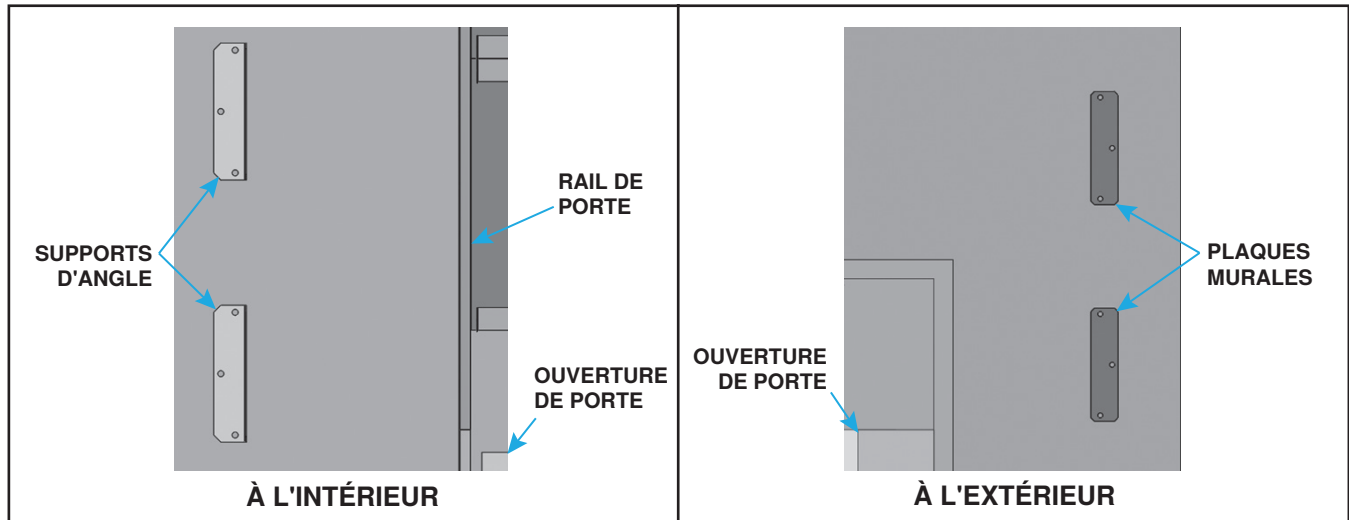 SUPPORTS
D'ANGLE
RAIL DE
PORTE
OUVERTURE
DE PORTE
À L'INTÉRIEUR
OUVERTURE
DE PORTE
PLAQUES
MURALES
À L'EXTÉRIEUR